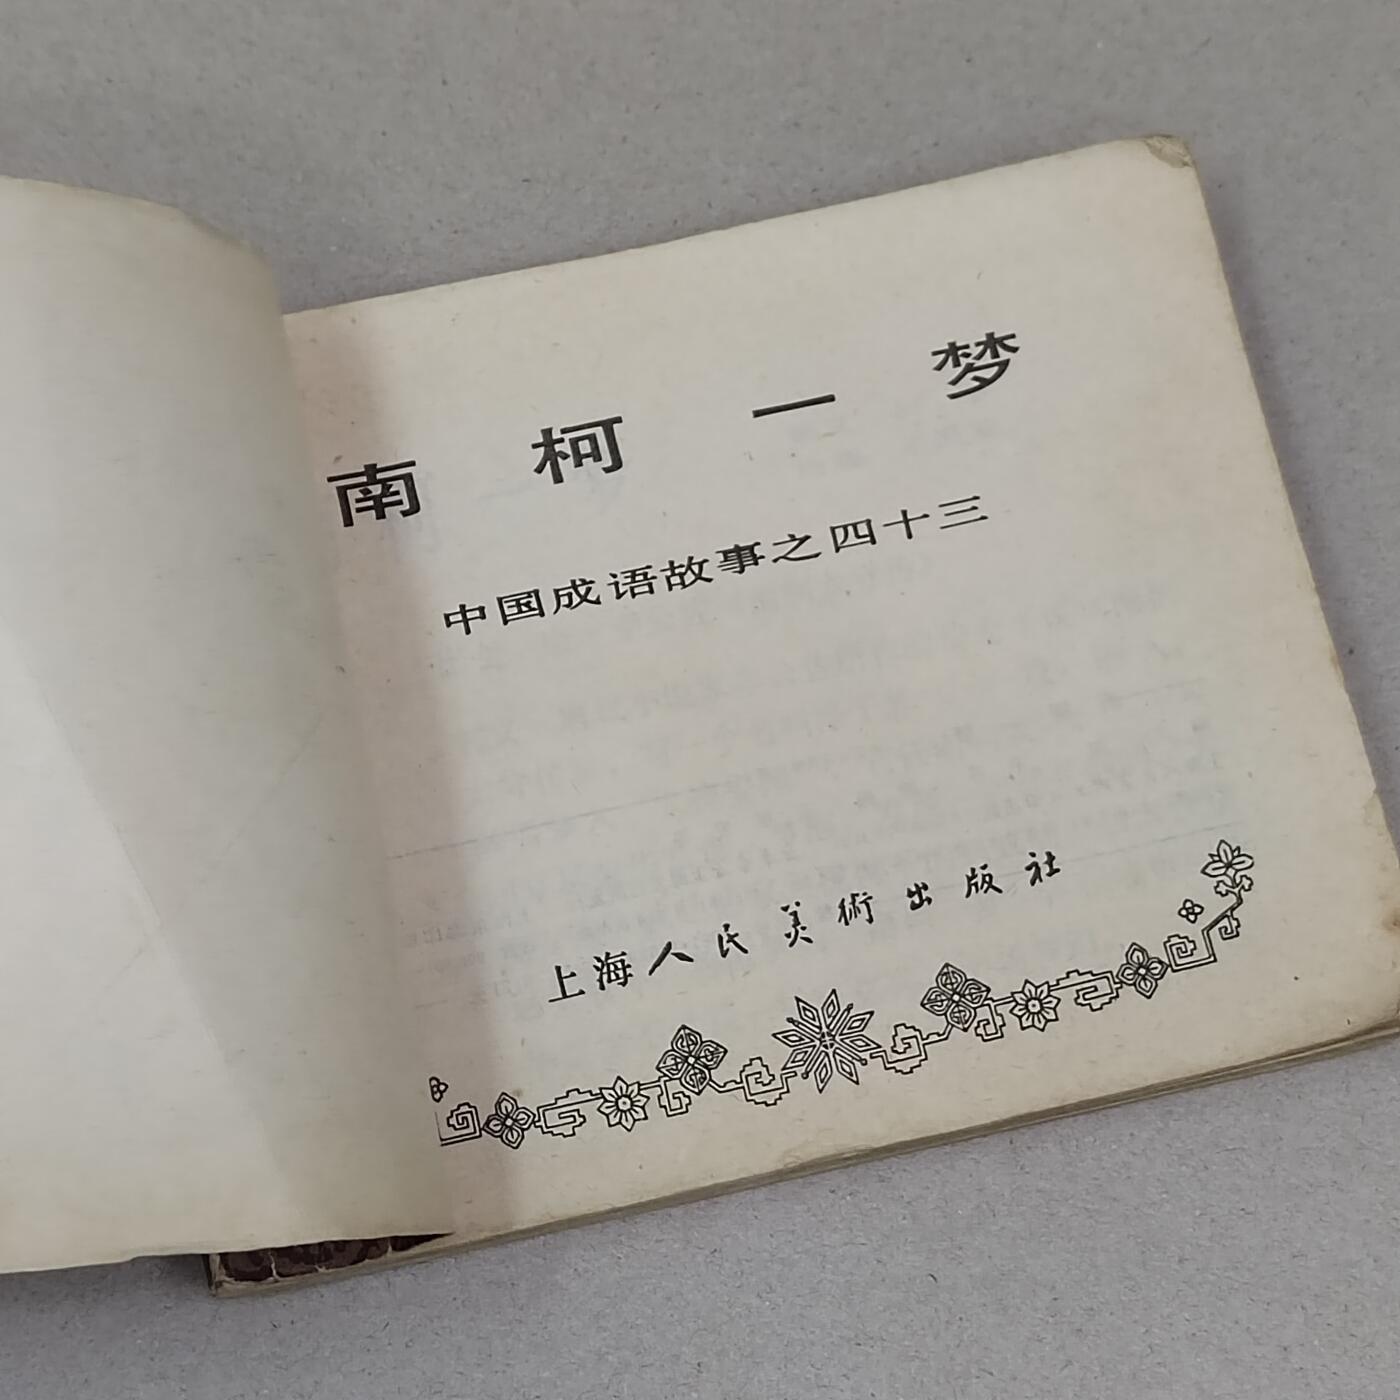 南柯一梦
中国成语故事之四十三
上海人民美術出版社